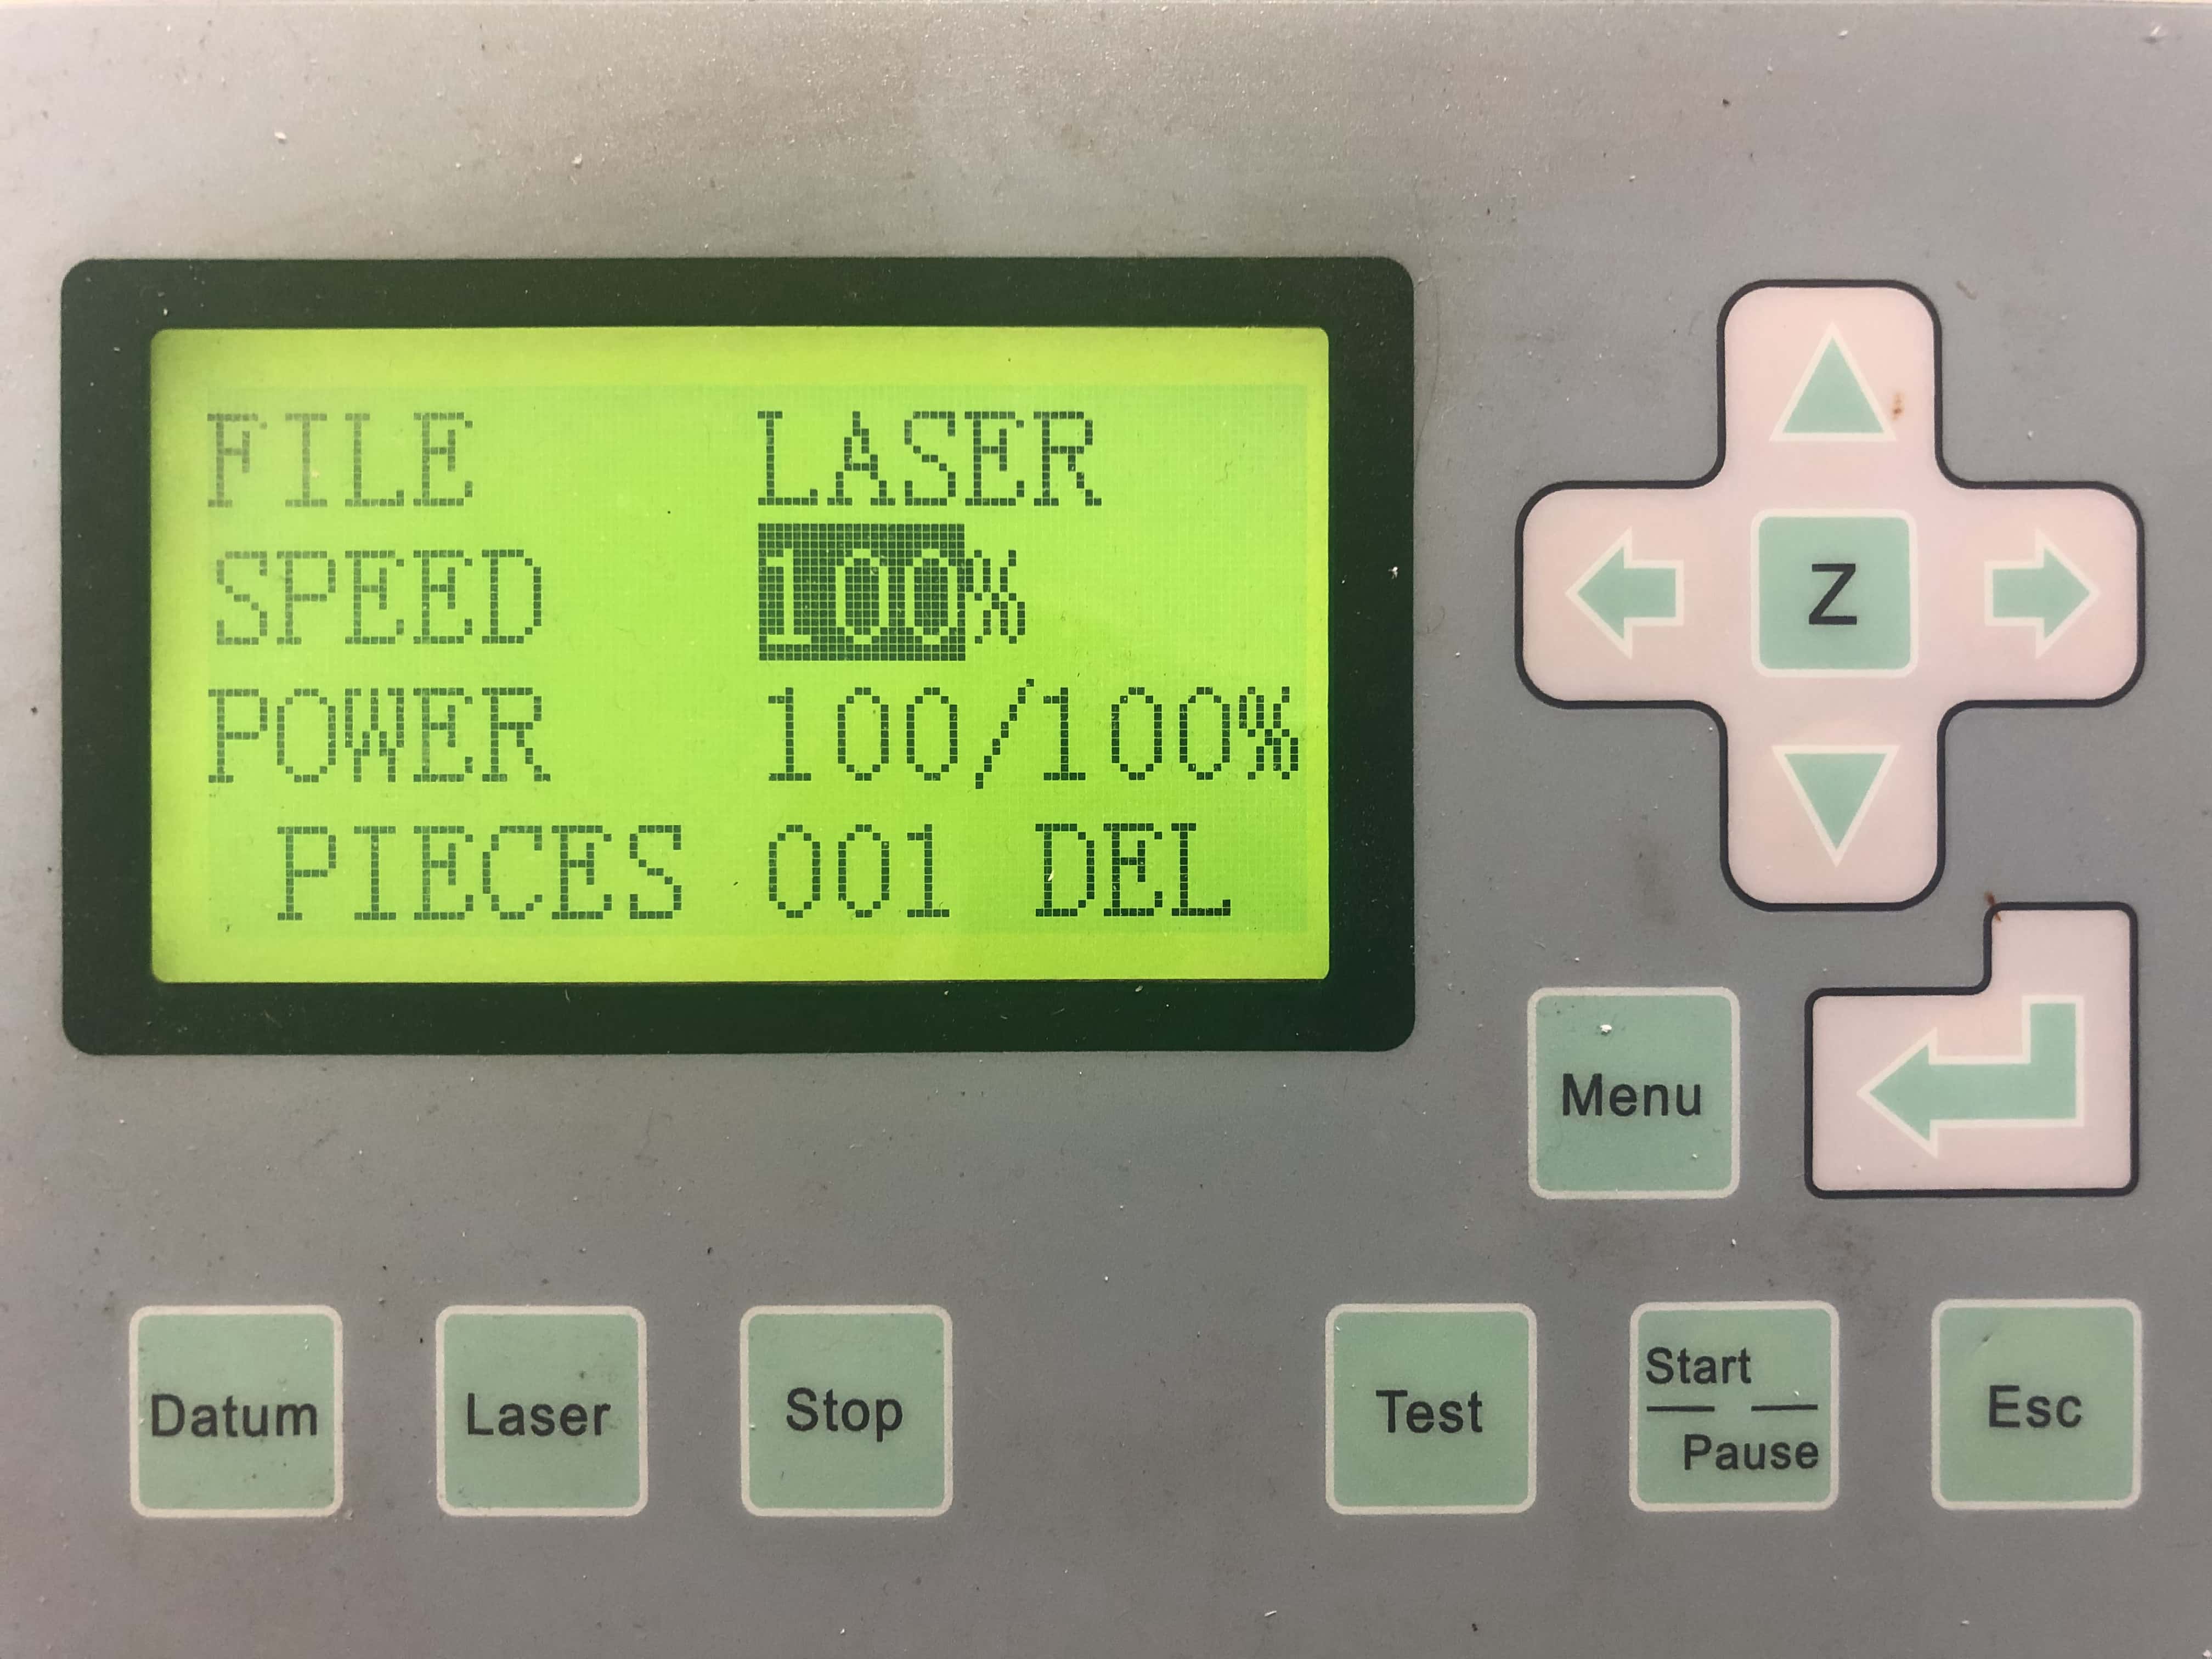 FILE LASER
SPEED 100%
POWER 100/100%
PIECES 001 DEL
Z
Menu
Datum
Laser
Stop
Test
Start
Pause
Esc